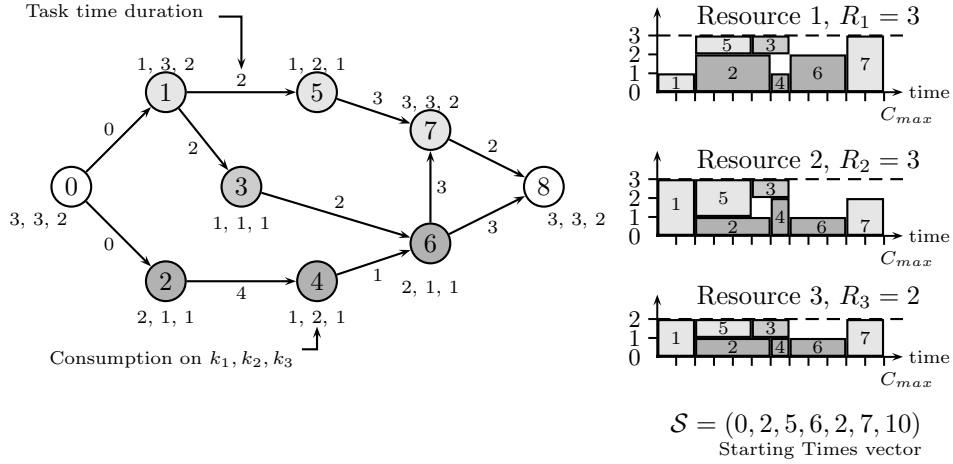 Task time duration
1, 3, 2
1
2
1, 2, 1
5
3
3, 3, 2
7
0
2
3
2
0
3, 3, 2
0
3
1, 1, 1
2
3
8
3, 3, 2
6
3
2, 1, 1
2
2, 1, 1
4
4
1, 2, 1
1
Consumption on k₁, k₂, k₃
Resource 1, R₁ = 3
3
2
1
0
1
5
3
2
4
6
7
time
Cₘₐₓ
Resource 2, R₂ = 3
3
2
1
0
1
5
3
2
4
6
7
time
Cₘₐₓ
Resource 3, R₃ = 2
2
1
0
1
5
3
2
4
6
7
time
Cₘₐₓ
𝒮 = (0, 2, 5, 6, 2, 7, 10)
Starting Times vector